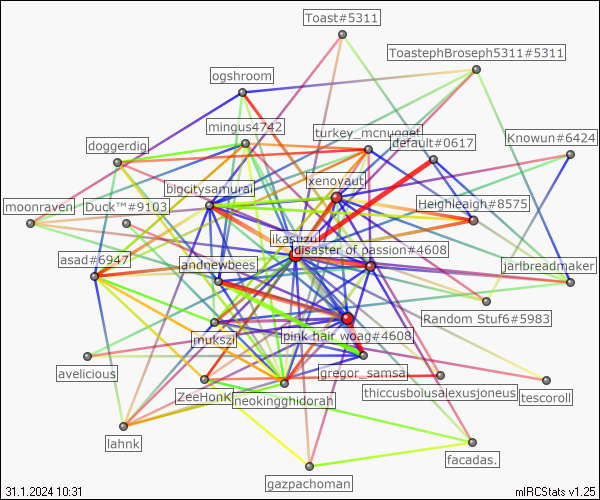 Toast#5311
ToastephBroseph5311#5311
ogshroom
mingus4742
turkey_mcnugget
default#0617
Knowun#6424
doggerdig
bigcitysamurai
xenoyaut
moonraven
Duck™#9103
Heighleaigh#8575
ikasuzu
disaster of passion#4608
asad#6947
andnewbees
jarlbreadmaker
Random Stuf6#5983
mukszi
pink hair woag#4608
avelicious
gregor_samsa
ZeeHonK
neokingghidorah
thiccusboiusalexusjoneus
tescoroll
lahnk
facadas.
gazpachoman
31.1.2024 10:31
mIRCStats v1.25